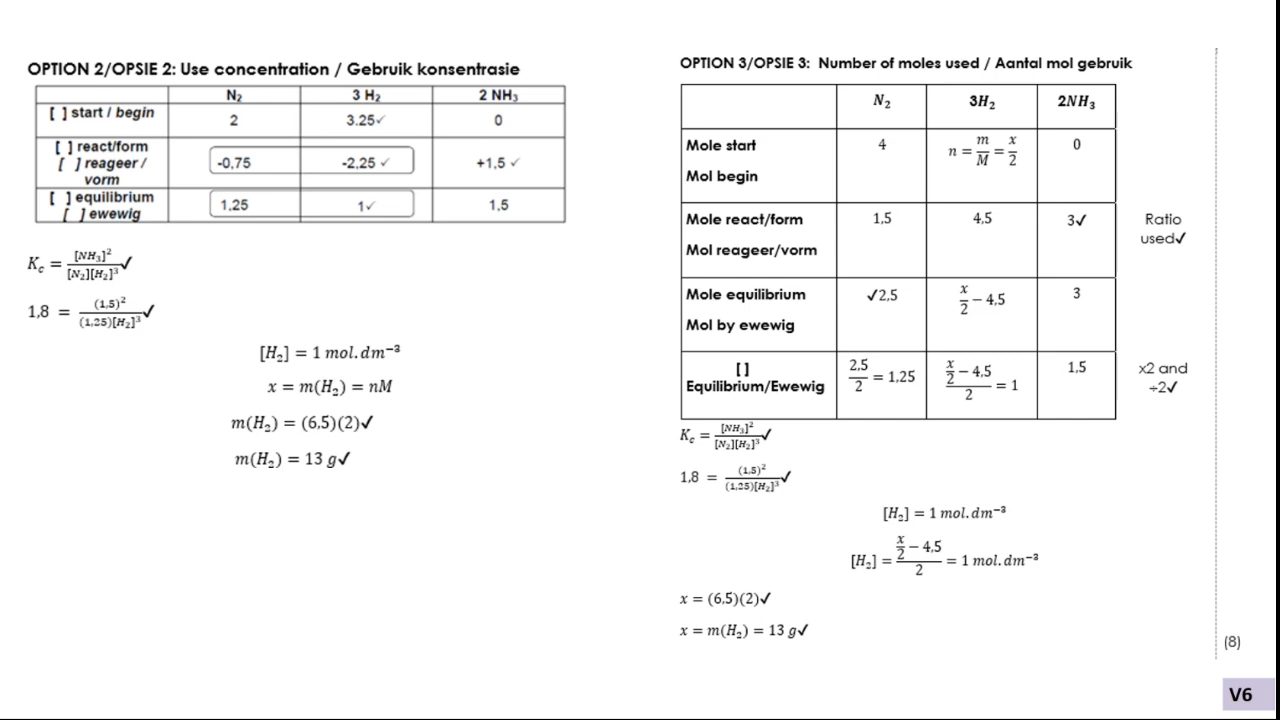 OPTION 2/OPSIE 2: Use concentration / Gebruik konsentrasie
N₂ 3 H₂ 2 NH₃
[ ] start / begin 2 3.25✓ 0
[ ] react/form
[ ] reageer /
vorm
-0,75 -2,25 ✓ +1,5 ✓
[ ] equilibrium
[ ] ewewig
1,25 1✓ 1,5
K_c = [NH₃]²/[N₂][H₂]³ ✓
1,8 = (1,5)²/(1,25)[H₂]³ ✓
[H₂] = 1 mol.dm⁻³
x = m(H₂) = nM
m(H₂) = (6,5)(2)✓
m(H₂) = 13 g✓
OPTION 3/OPSIE 3: Number of moles used / Aantal mol gebruik
N₂ 3H₂ 2NH₃
Mole start
Mol begin
4 n = m/M = x/2 0
Mole react/form
Mol reageer/vorm
1,5 4,5 3✓
Ratio
used✓
Mole equilibrium
Mol by ewewig
✓2,5 x/2 − 4,5 3
[ ]
Equilibrium/Ewewig
2,5/2 = 1,25 (x/2 − 4,5)/2 = 1 1,5
x2 and
÷2✓
K_c = [NH₃]²/[N₂][H₂]³ ✓
1,8 = (1,5)²/(1,25)[H₂]³ ✓
[H₂] = 1 mol.dm⁻³
[H₂] = (x/2 − 4,5)/2 = 1 mol.dm⁻³
x = (6,5)(2)✓
x = m(H₂) = 13 g✓
(8)
V6